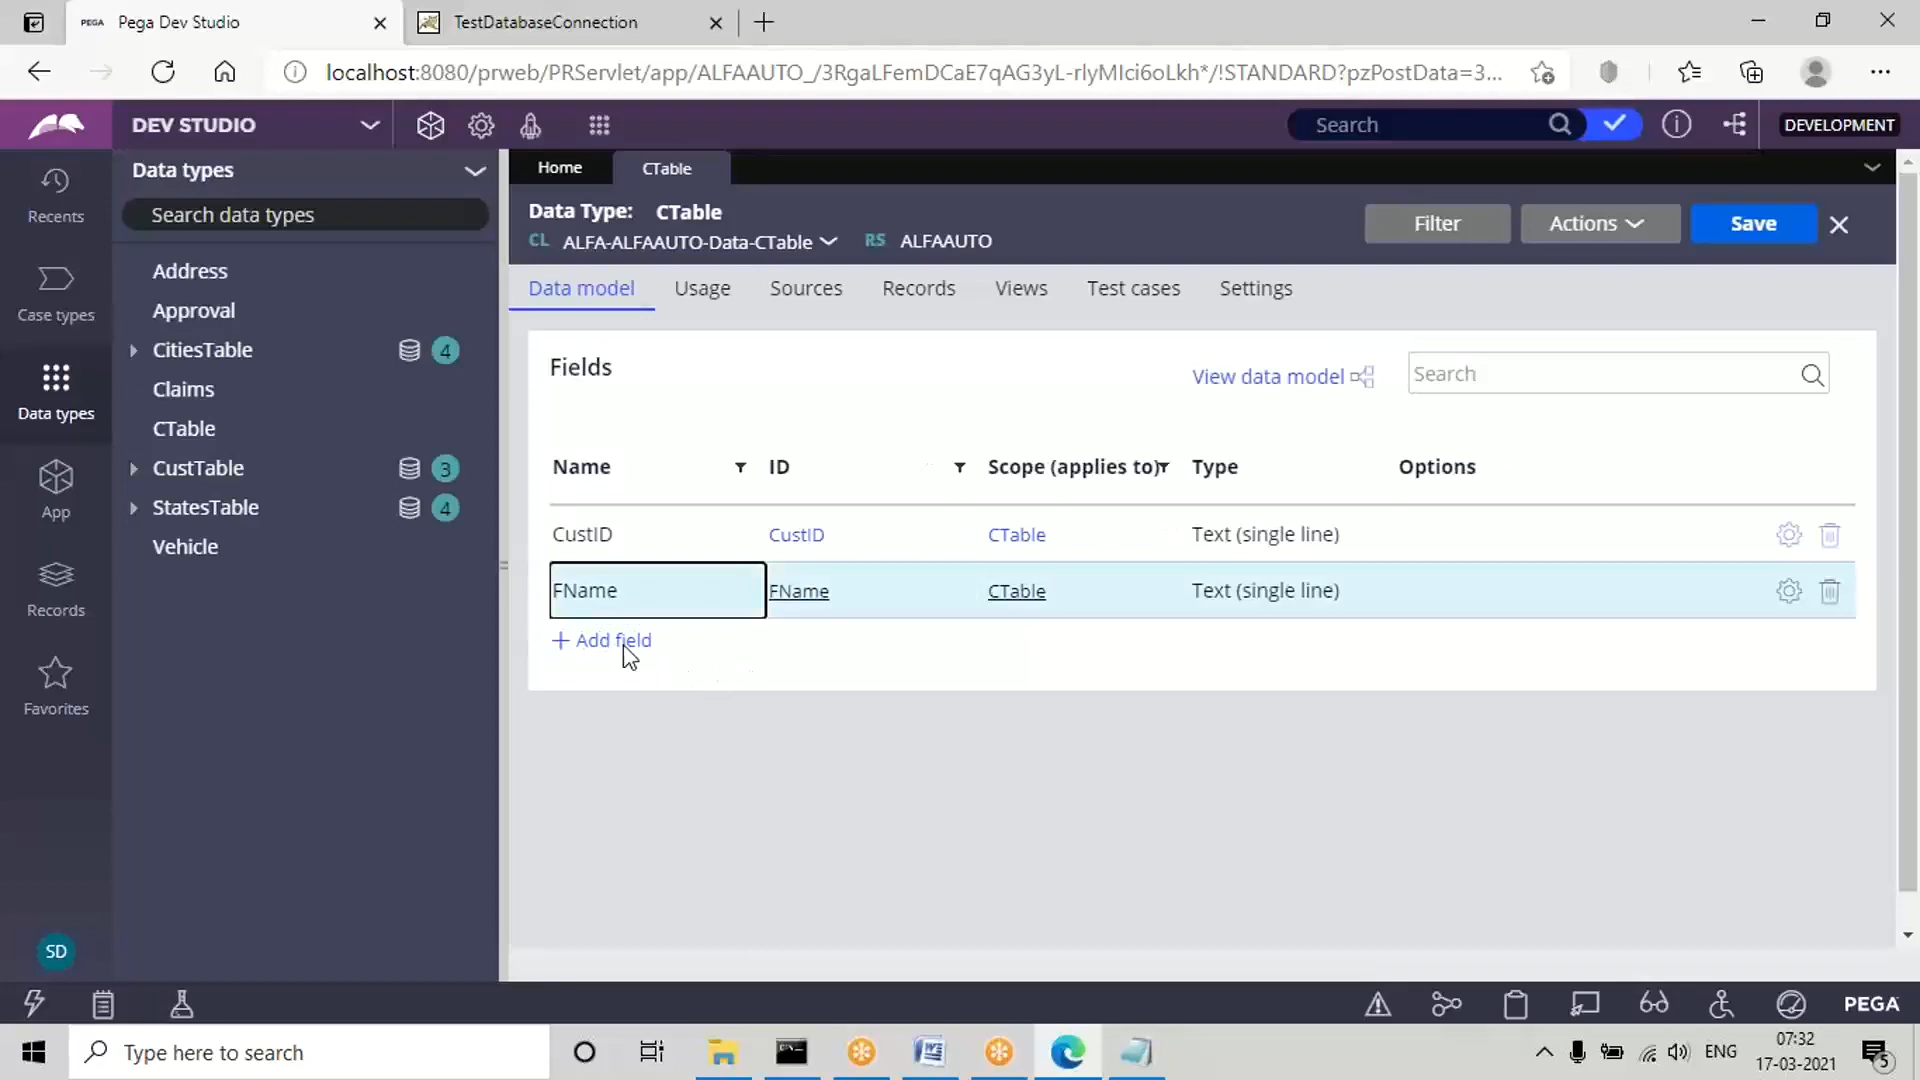 PEGA Pega Dev Studio
TestDatabaseConnection
localhost:8080/prweb/PRServlet/app/ALFAAUTO_/3RgaLFemDCaE7qAG3yL-rlyMIci6oLkh*/!STANDARD?pzPostData=3...
DEV STUDIO
Search
DEVELOPMENT
Recents
Case types
Data types
App
Records
Favorites
SD
Data types
Search data types
Address
Approval
CitiesTable 4
Claims
CTable
CustTable 3
StatesTable 4
Vehicle
Home
CTable
Data Type: CTable
CL ALFA-ALFAAUTO-Data-CTable RS ALFAAUTO
Filter
Actions
Save
Data model Usage Sources Records Views Test cases Settings
Fields
View data model
Search
Name ID Scope (applies to) Type Options
CustID CustID CTable Text (single line)
FName FName CTable Text (single line)
+ Add field
PEGA
Type here to search
ENG
07:32
17-03-2021
5